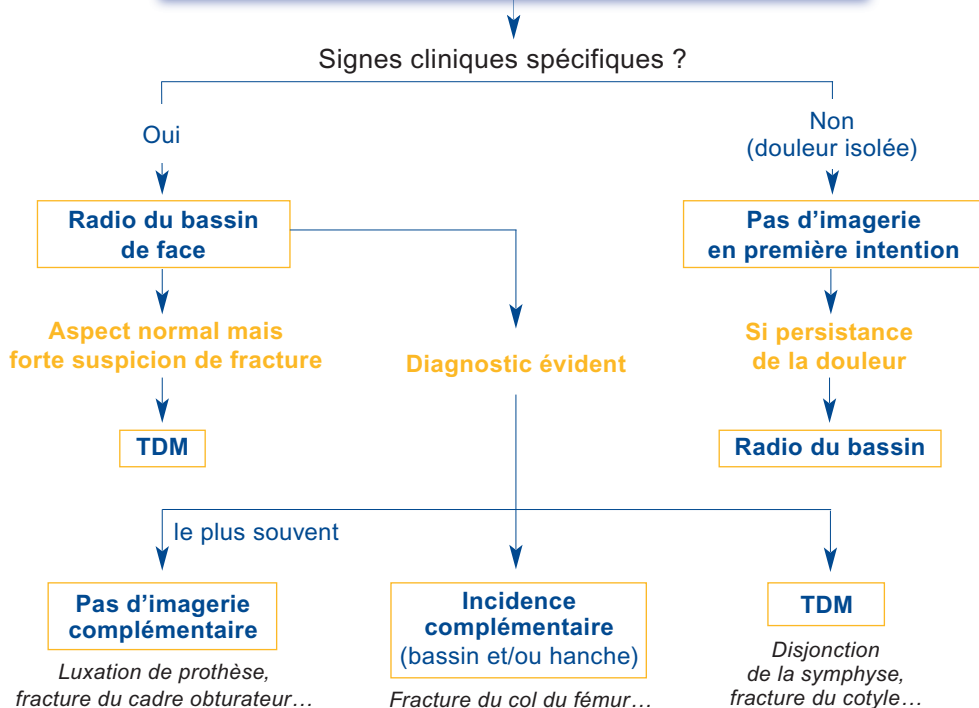 Signes cliniques spécifiques ?
Oui
Non
(douleur isolée)
Radio du bassin
de face
Pas d'imagerie
en première intention
Aspect normal mais
forte suspicion de fracture
Diagnostic évident
Si persistance
de la douleur
TDM
Radio du bassin
le plus souvent
Pas d'imagerie
complémentaire
Luxation de prothèse,
fracture du cadre obturateur…
Incidence
complémentaire
(bassin et/ou hanche)
Fracture du col du fémur…
TDM
Disjonction
de la symphyse,
fracture du cotyle…